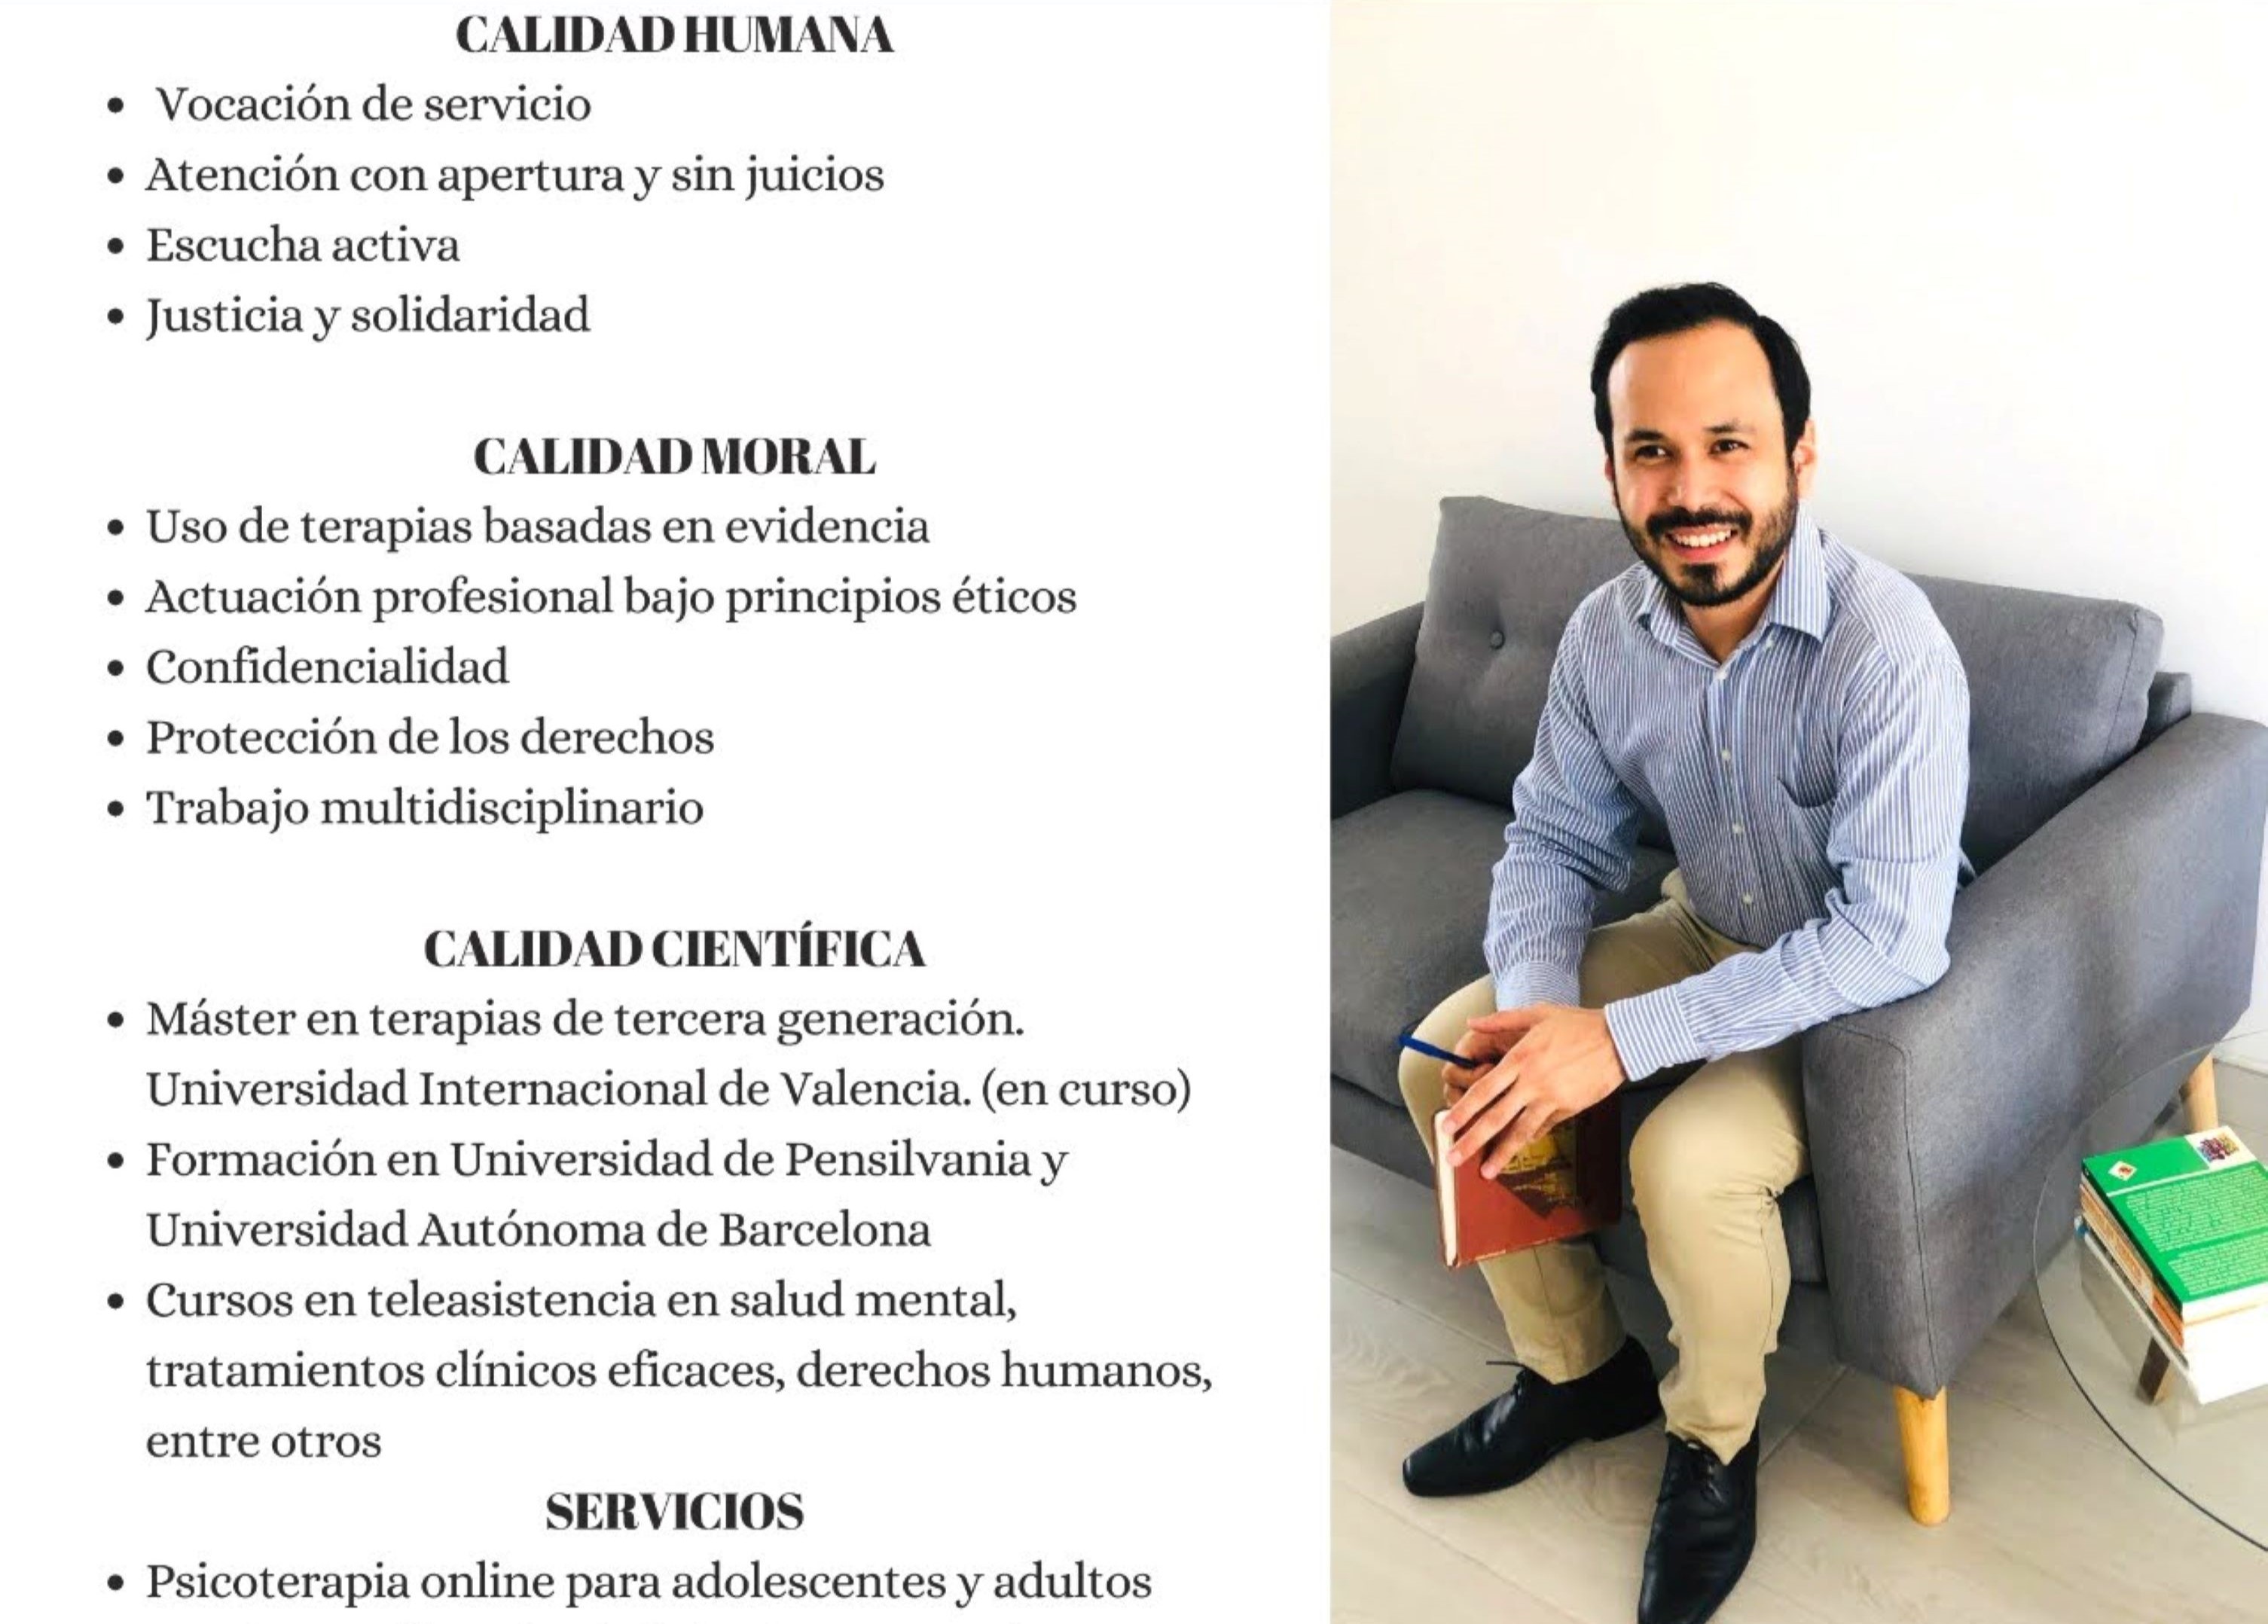 CALIDAD HUMANA
• Vocación de servicio
• Atención con apertura y sin juicios
• Escucha activa
• Justicia y solidaridad
CALIDAD MORAL
• Uso de terapias basadas en evidencia
• Actuación profesional bajo principios éticos
• Confidencialidad
• Protección de los derechos
• Trabajo multidisciplinario
CALIDAD CIENTÍFICA
• Máster en terapias de tercera generación.
Universidad Internacional de Valencia. (en curso)
• Formación en Universidad de Pensilvania y
Universidad Autónoma de Barcelona
• Cursos en teleasistencia en salud mental,
tratamientos clínicos eficaces, derechos humanos,
entre otros
SERVICIOS
• Psicoterapia online para adolescentes y adultos